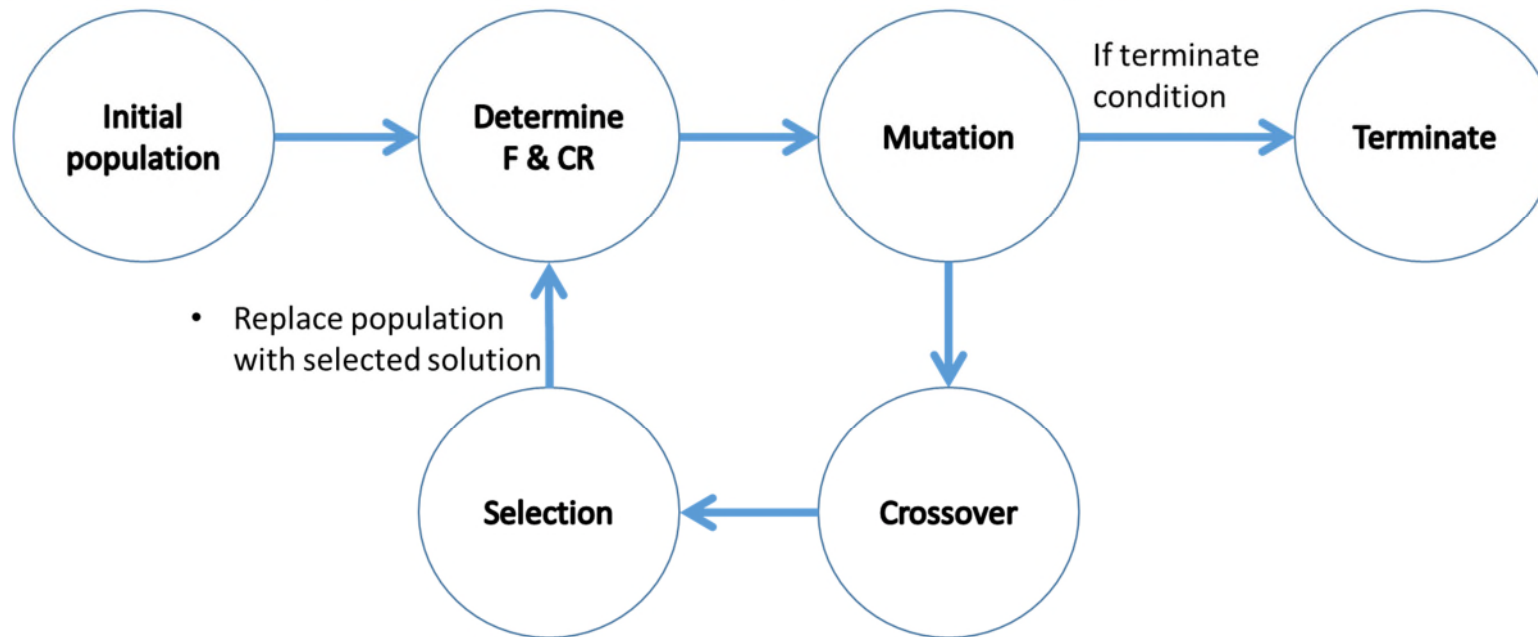 Initial
population
Determine
F & CR
Mutation
If terminate
condition
Terminate
• Replace population
with selected solution
Selection
Crossover